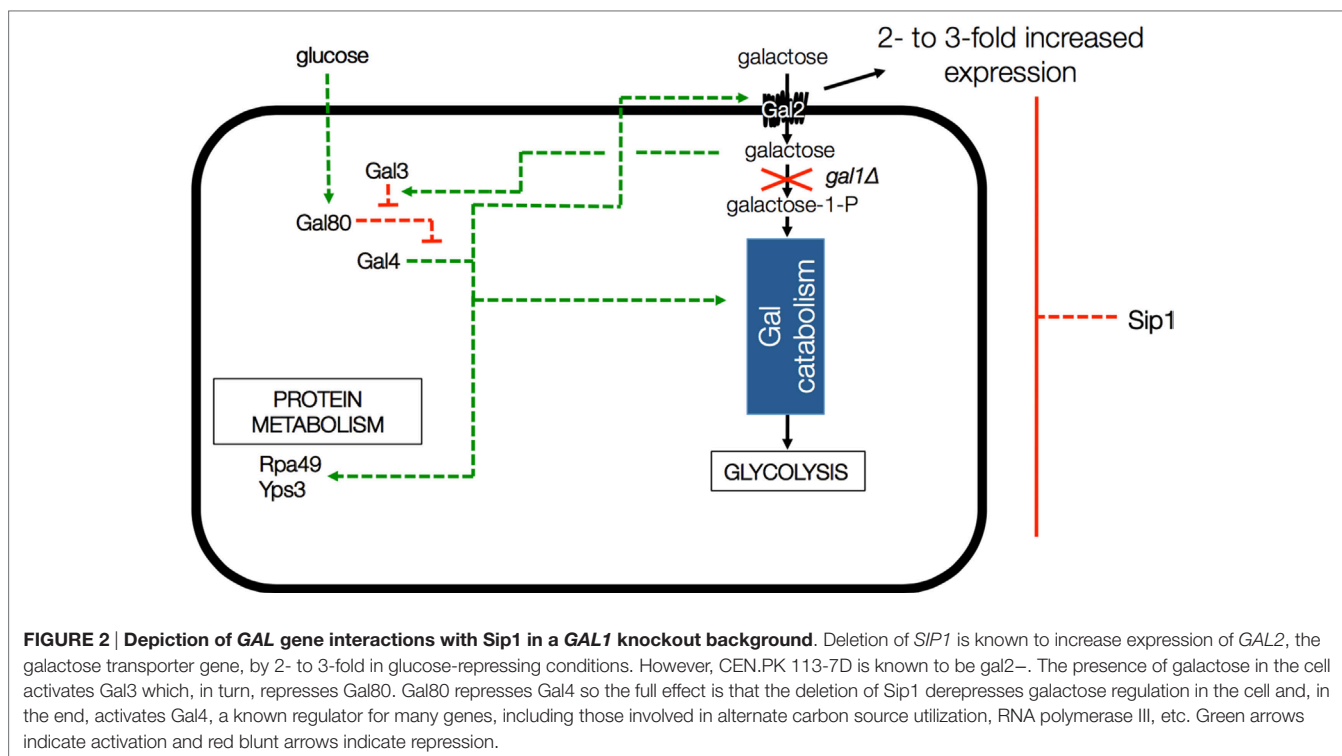 2- to 3-fold increased
expression
glucose
galactose
Gal2
galactose
gal1Δ
galactose-1-P
Gal3
Gal80
Gal4
Gal
catabolism
Sip1
PROTEIN
METABOLISM
Rpa49
Yps3
GLYCOLYSIS
FIGURE 2 | Depiction of GAL gene interactions with Sip1 in a GAL1 knockout background. Deletion of SIP1 is known to increase expression of GAL2, the
galactose transporter gene, by 2- to 3-fold in glucose-repressing conditions. However, CEN.PK 113-7D is known to be gal2−. The presence of galactose in the cell
activates Gal3 which, in turn, represses Gal80. Gal80 represses Gal4 so the full effect is that the deletion of Sip1 derepresses galactose regulation in the cell and, in
the end, activates Gal4, a known regulator for many genes, including those involved in alternate carbon source utilization, RNA polymerase III, etc. Green arrows
indicate activation and red blunt arrows indicate repression.